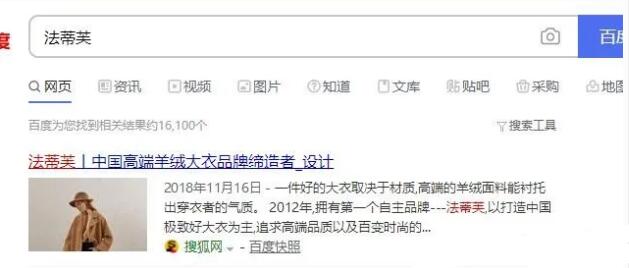 度
法蒂芙
百度
网页 资讯 视频 图片 知道 文库 贴吧 采购 地图
百度为您找到相关结果约16,100个
搜索工具
法蒂芙丨中国高端羊绒大衣品牌缔造者_设计
2018年11月16日 - 一件好的大衣取决于材质,高端的羊绒面料能衬托
出穿衣者的气质。 2012年,拥有第一个自主品牌---法蒂芙,以打造中国
极致好大衣为主,追求高端品质以及百变时尚的...
搜狐网 - 百度快照